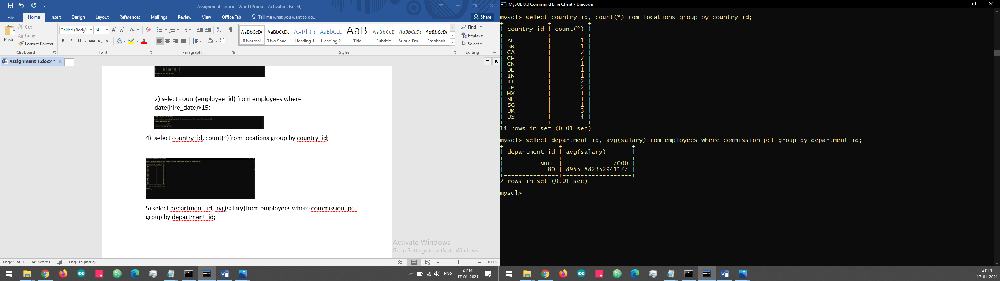 Assignment 1.docx - Word (Product Activation Failed)
File Home Insert Design Layout References Mailings Review View Office Tab Tell me what you want to do... Share
Paste
Cut
Copy
Format Painter
Clipboard
Calibri (Body) 14
Font
Paragraph
AaBbCcDc AaBbCcDc AaBbCc AaBbCcD AaB AaBbCcD AaBbCcDc AaBbCcDc
¶ Normal ¶ No Spac... Heading 1 Heading 2 Title Subtitle Subtle Em... Emphasis
Styles
Find
Replace
Select
Editing
Assignment 1.docx *
2) select count(employee_id) from employees where
date(hire_date)>15;
4) select country_id, count(*)from locations group by country_id;
5) select department_id, avg(salary)from employees where commission_pct
group by department_id;
Activate Windows
Go to Settings to activate Windows.
Page 9 of 9 349 words English (India) 100%
ENG
21:14
17-01-2021
MySQL 8.0 Command Line Client - Unicode
mysql> select country_id, count(*)from locations group by country_id;
+------------+----------+
| country_id | count(*) |
+------------+----------+
| AU         |        1 |
| BR         |        1 |
| CA         |        2 |
| CH         |        2 |
| CN         |        1 |
| DE         |        1 |
| IN         |        1 |
| IT         |        2 |
| JP         |        2 |
| MX         |        1 |
| NL         |        1 |
| SG         |        1 |
| UK         |        3 |
| US         |        4 |
+------------+----------+
14 rows in set (0.01 sec)
mysql> select department_id, avg(salary)from employees where commission_pct group by department_id;
+---------------+-------------------+
| department_id | avg(salary)       |
+---------------+-------------------+
|          NULL |              7000 |
|            80 | 8955.882352941177 |
+---------------+-------------------+
2 rows in set (0.01 sec)
mysql>
21:14
17-01-2021